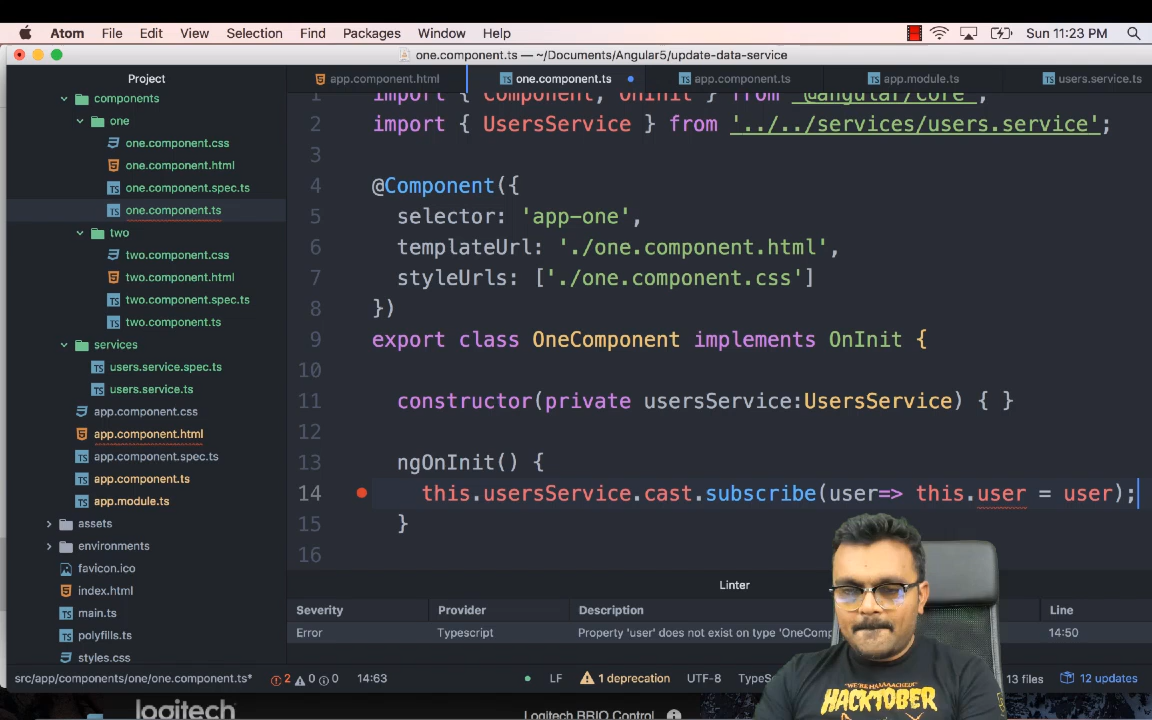 Atom File Edit View Selection Find Packages Window Help Sun 11:23 PM
one.component.ts — ~/Documents/Angular5/update-data-service
Project
app.component.html one.component.ts app.component.ts app.module.ts users.service.ts
components
one
one.component.css
one.component.html
one.component.spec.ts
one.component.ts
two
two.component.css
two.component.html
two.component.spec.ts
two.component.ts
services
users.service.spec.ts
users.service.ts
app.component.css
app.component.html
app.component.spec.ts
app.component.ts
app.module.ts
assets
environments
favicon.ico
index.html
main.ts
polyfills.ts
styles.css
1 import { Component, OnInit } from '@angular/core';
2 import { UsersService } from '../../services/users.service';
3
4 @Component({
5 selector: 'app-one',
6 templateUrl: './one.component.html',
7 styleUrls: ['./one.component.css']
8 })
9 export class OneComponent implements OnInit {
10
11 constructor(private usersService:UsersService) { }
12
13 ngOnInit() {
14 this.usersService.cast.subscribe(user=> this.user = user);
15 }
16
Linter
Severity Provider Description Line
Error Typescript Property 'user' does not exist on type 14:50
src/app/components/one/one.component.ts* 2 0 0 14:63 LF 1 deprecation UTF-8 13 files 12 updates
WE'RE HAAAAACKED!
HACKTOBER
logitech
Logitech BRIO Control